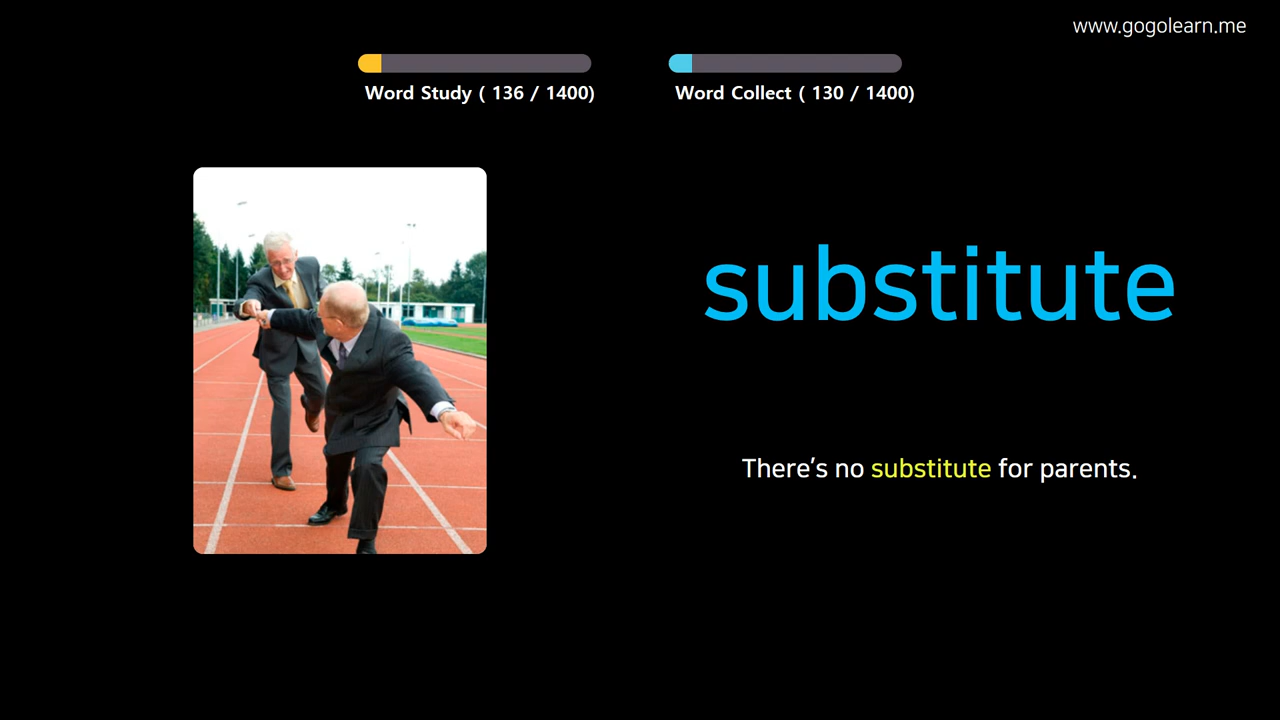 www.gogolearn.me
Word Study ( 136 / 1400)
Word Collect ( 130 / 1400)
substitute
There's no substitute for parents.